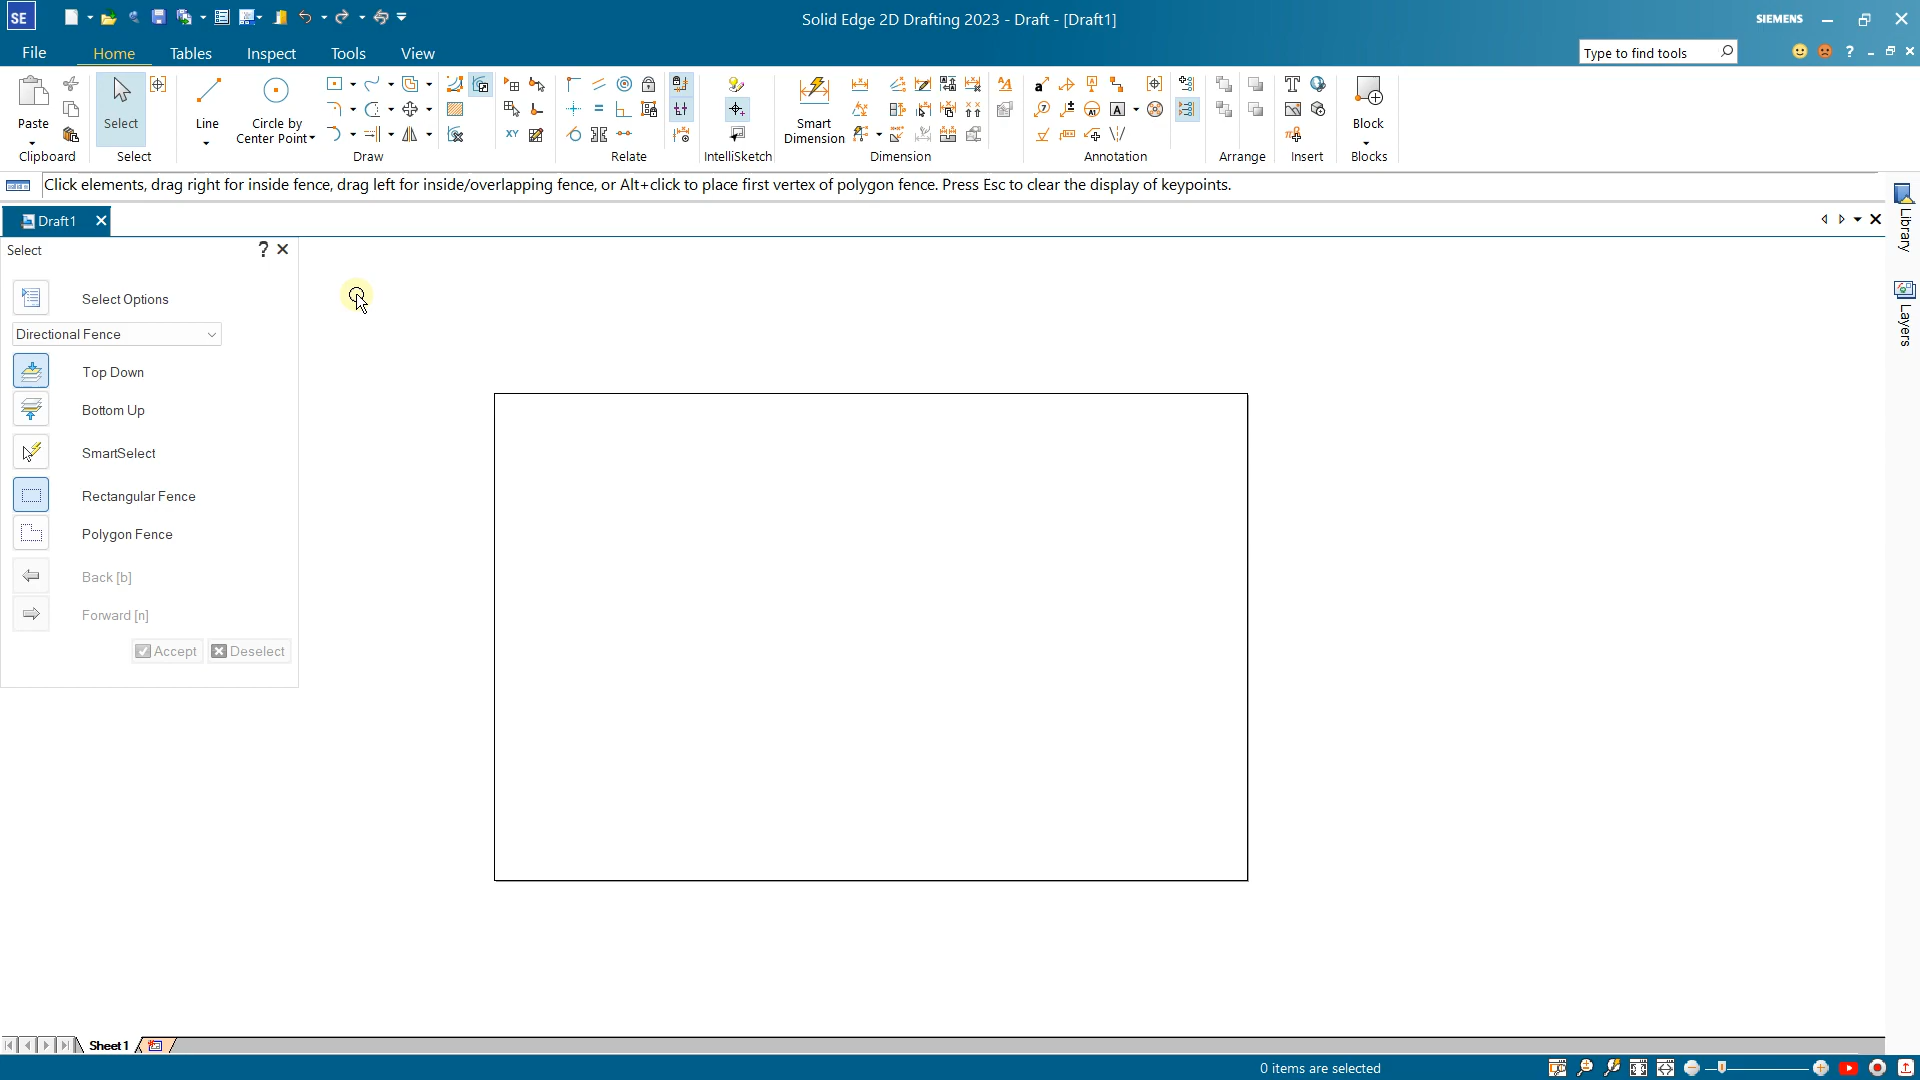 SE
Solid Edge 2D Drafting 2023 - Draft - [Draft1]
SIEMENS
File
Home
Tables
Inspect
Tools
View
Type to find tools
?
Paste
Clipboard
Select
Select
Line
Circle by
Center Point
Draw
XY
Relate
IntelliSketch
Smart
Dimension
Dimension
Annotation
Arrange
Insert
Block
Blocks
Click elements, drag right for inside fence, drag left for inside/overlapping fence, or Alt+click to place first vertex of polygon fence. Press Esc to clear the display of keypoints.
Draft1
Library
Layers
Select
?
Select Options
Directional Fence
Top Down
Bottom Up
SmartSelect
Rectangular Fence
Polygon Fence
Back [b]
Forward [n]
Accept
Deselect
Sheet1
0 items are selected